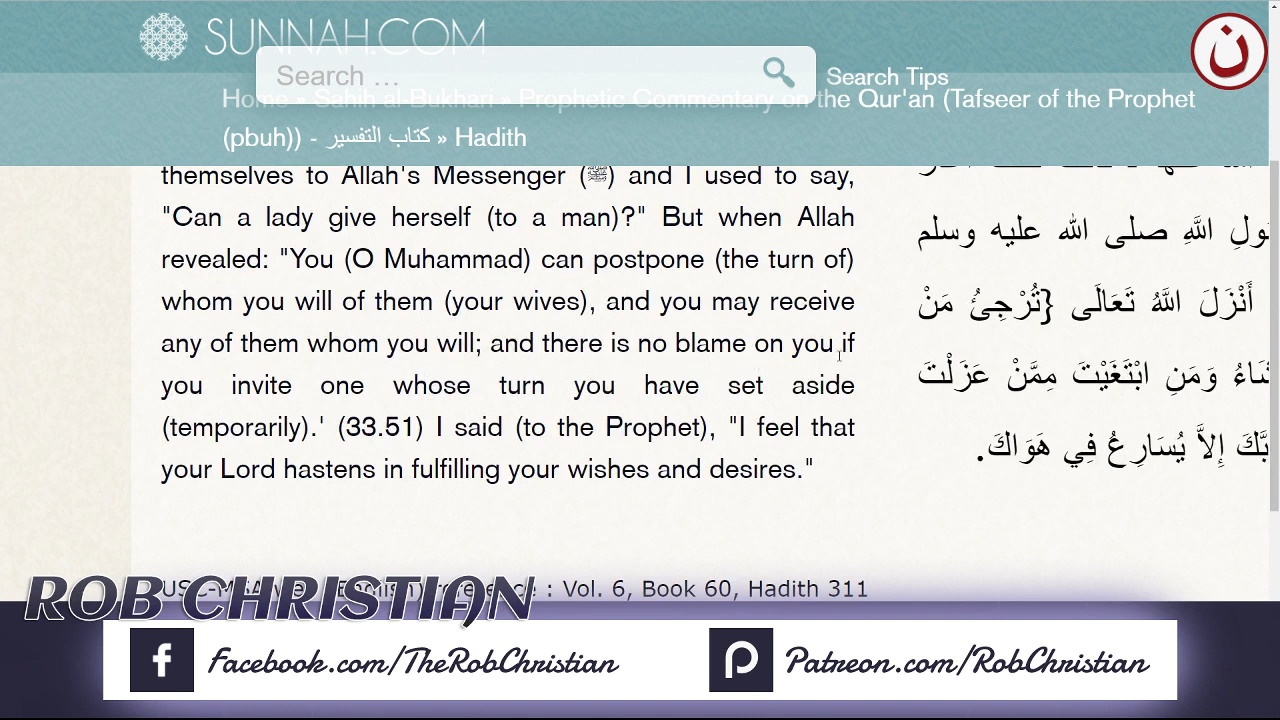 SUNNAH.COM
ن
Search ...
Search Tips
Home » Sahih al-Bukhari » Prophetic Commentary on the Qur'an (Tafseer of the Prophet
(pbuh)) - كتاب التفسير » Hadith
themselves to Allah's Messenger (ﷺ) and I used to say,
"Can a lady give herself (to a man)?" But when Allah
revealed: "You (O Muhammad) can postpone (the turn of)
whom you will of them (your wives), and you may receive
any of them whom you will; and there is no blame on you if
you invite one whose turn you have set aside
(temporarily).' (33.51) I said (to the Prophet), "I feel that
your Lord hastens in fulfilling your wishes and desires."
اللَّهِ صلى الله عليه وسلم
أَنْزَلَ اللَّهُ تَعَالَى {تُرْجِئُ مَنْ
وَمَنِ ابْتَغَيْتَ مِمَّنْ عَزَلْتَ
إِلاَّ يُسَارِعُ فِي هَوَاكَ.
: Vol. 6, Book 60, Hadith 311
ROB CHRISTIAN
Facebook.com/TheRobChristian
Patreon.com/RobChristian